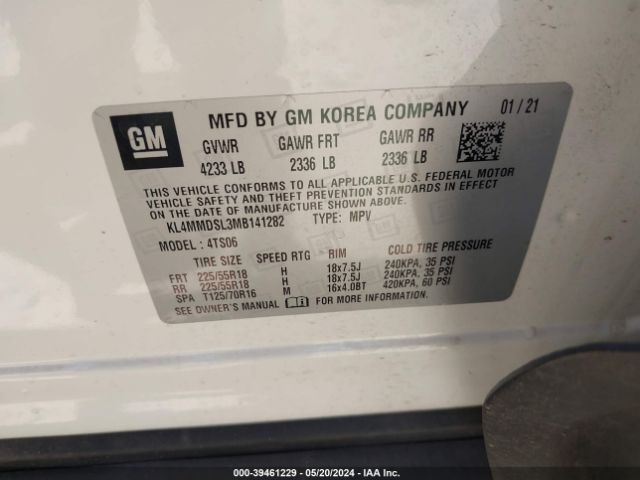 GM
MFD BY GM KOREA COMPANY 01/21
GVWR GAWR FRT GAWR RR
4233 LB 2336 LB 2336 LB
THIS VEHICLE CONFORMS TO ALL APPLICABLE U.S. FEDERAL MOTOR
VEHICLE SAFETY AND THEFT PREVENTION STANDARDS IN EFFECT
ON THE DATE OF MANUFACTURE SHOWN ABOVE.
KL4MMDSL3MB141282 TYPE: MPV
MODEL: 4TS06
TIRE SIZE SPEED RTG RIM COLD TIRE PRESSURE
FRT 225/55R18 H 18x7.5J 240KPA, 35 PSI
RR 225/55R18 H 18x7.5J 240KPA, 35 PSI
SPA T125/70R16 M 16x4.0BT 420KPA, 60 PSI
SEE OWNER'S MANUAL FOR MORE INFORMATION
000-39461229 - 05/20/2024 - IAA Inc.